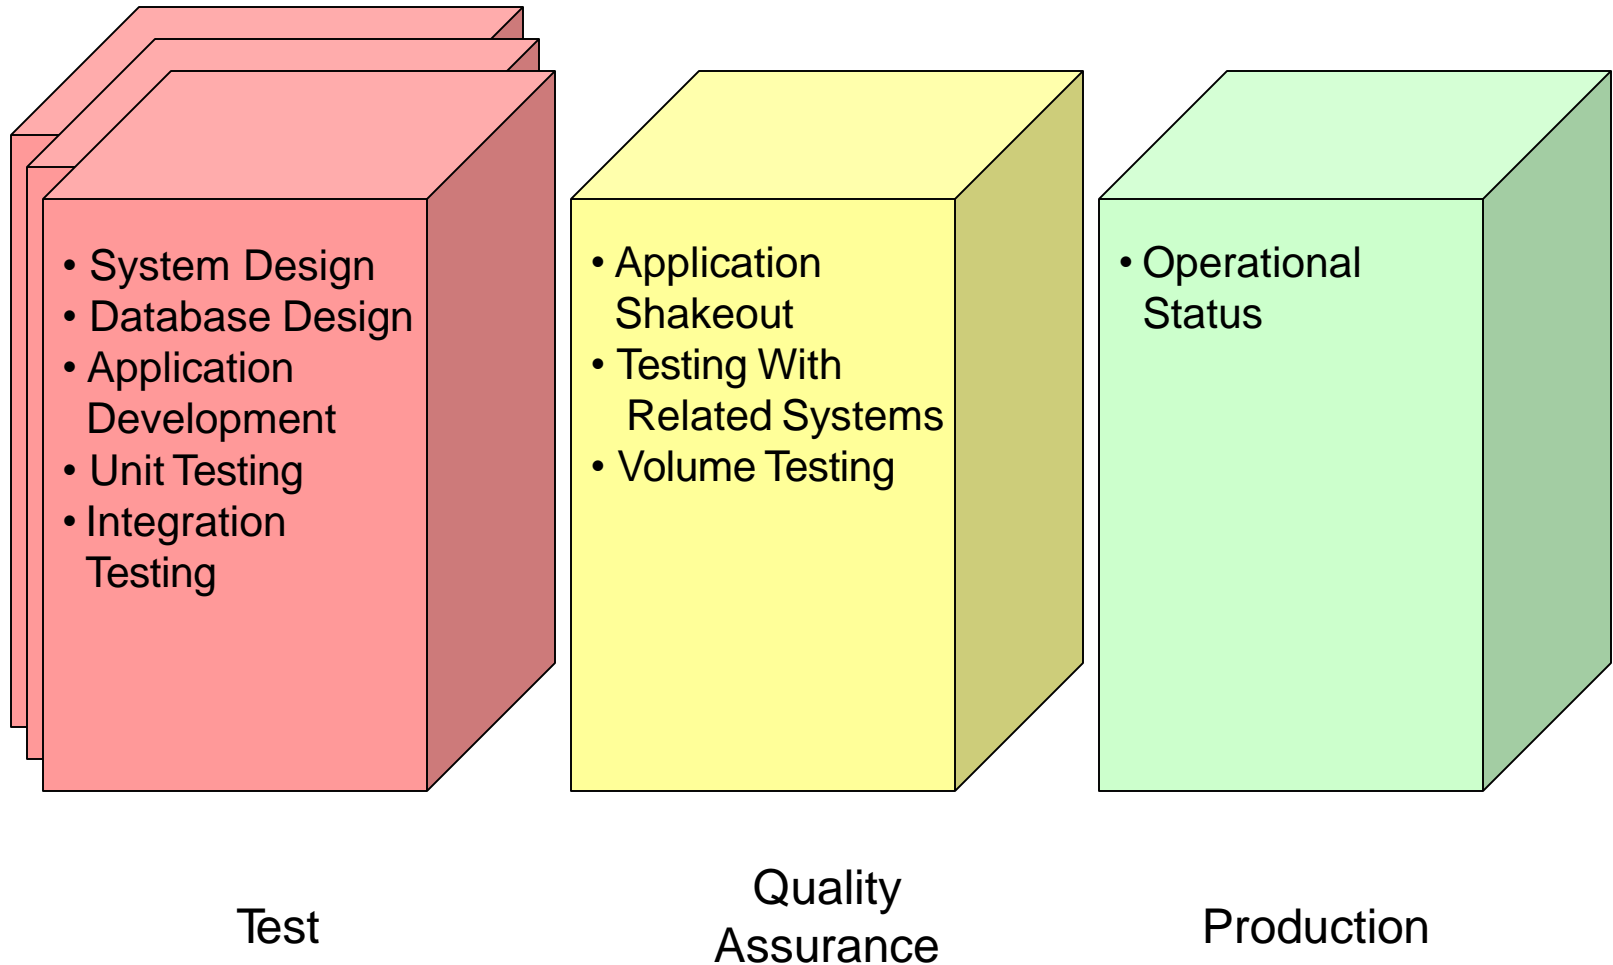 • System Design
• Database Design
• Application
Development
• Unit Testing
• Integration
Testing
• Application
Shakeout
• Testing With
Related Systems
• Volume Testing
• Operational
Status
Test
Quality
Assurance
Production